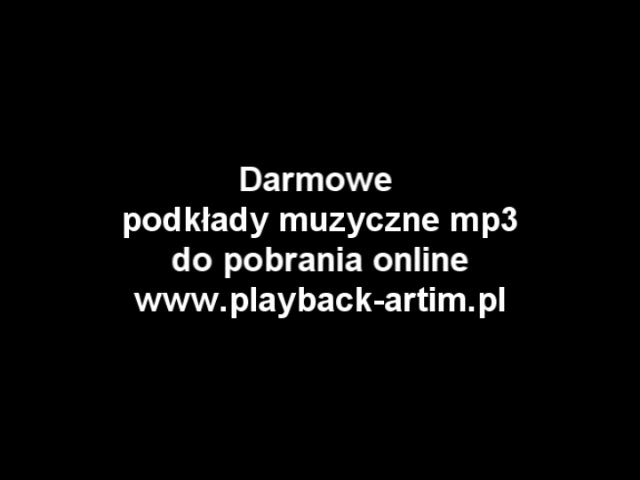 Darmowe
podkłady muzyczne mp3
do pobrania online
www.playback-artim.pl